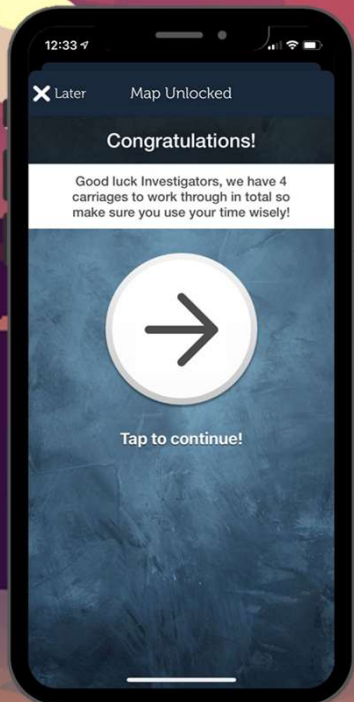 12:33
Later
Map Unlocked
Congratulations!
Good luck Investigators, we have 4
carriages to work through in total so
make sure you use your time wisely!
Tap to continue!